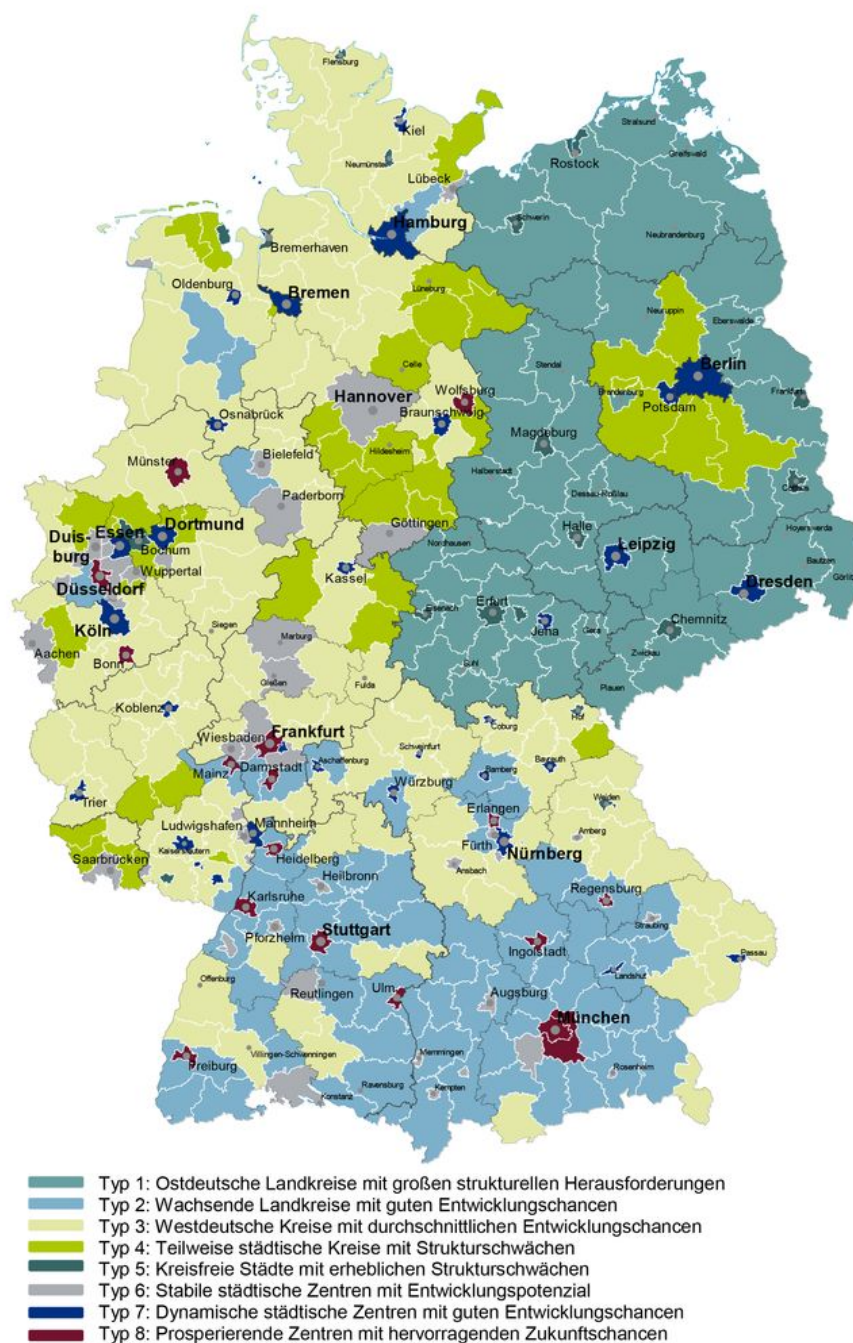 Flensburg
Kiel
Neumünster
Lübeck
Stralsund
Rostock
Greifswald
Schwerin
Neubrandenburg
Hamburg
Bremerhaven
Oldenburg
Bremen
Lüneburg
Neuruppin
Eberswalde
Celle
Stendal
Berlin
Hannover
Wolfsburg
Braunschweig
Brandenburg
Potsdam
Frankfurt
Osnabrück
Hildesheim
Magdeburg
Münster
Bielefeld
Halberstadt
Paderborn
Dessau-Roßlau
Cottbus
Duis-
burg
Essen
Dortmund
Bochum
Göttingen
Nordhausen
Halle
Hoyerswerda
Wuppertal
Kassel
Leipzig
Bautzen
Görlitz
Düsseldorf
Dresden
Köln
Eisenach
Erfurt
Jena
Gera
Chemnitz
Siegen
Marburg
Aachen
Bonn
Suhl
Zwickau
Gießen
Fulda
Plauen
Koblenz
Wiesbaden
Frankfurt
Coburg
Hof
Mainz
Darmstadt
Aschaffenburg
Schweinfurt
Bayreuth
Bamberg
Würzburg
Trier
Erlangen
Weiden
Ludwigshafen
Mannheim
Kaiserslautern
Fürth
Nürnberg
Amberg
Saarbrücken
Heidelberg
Ansbach
Heilbronn
Regensburg
Karlsruhe
Straubing
Pforzheim
Stuttgart
Ingolstadt
Passau
Offenburg
Landshut
Reutlingen
Ulm
Augsburg
München
Villingen-Schwenningen
Freiburg
Memmingen
Rosenheim
Konstanz
Ravensburg
Kempten
Typ 1: Ostdeutsche Landkreise mit großen strukturellen Herausforderungen
Typ 2: Wachsende Landkreise mit guten Entwicklungschancen
Typ 3: Westdeutsche Kreise mit durchschnittlichen Entwicklungschancen
Typ 4: Teilweise städtische Kreise mit Strukturschwächen
Typ 5: Kreisfreie Städte mit erheblichen Strukturschwächen
Typ 6: Stabile städtische Zentren mit Entwicklungspotenzial
Typ 7: Dynamische städtische Zentren mit guten Entwicklungschancen
Typ 8: Prosperierende Zentren mit hervorragenden Zukunftschancen